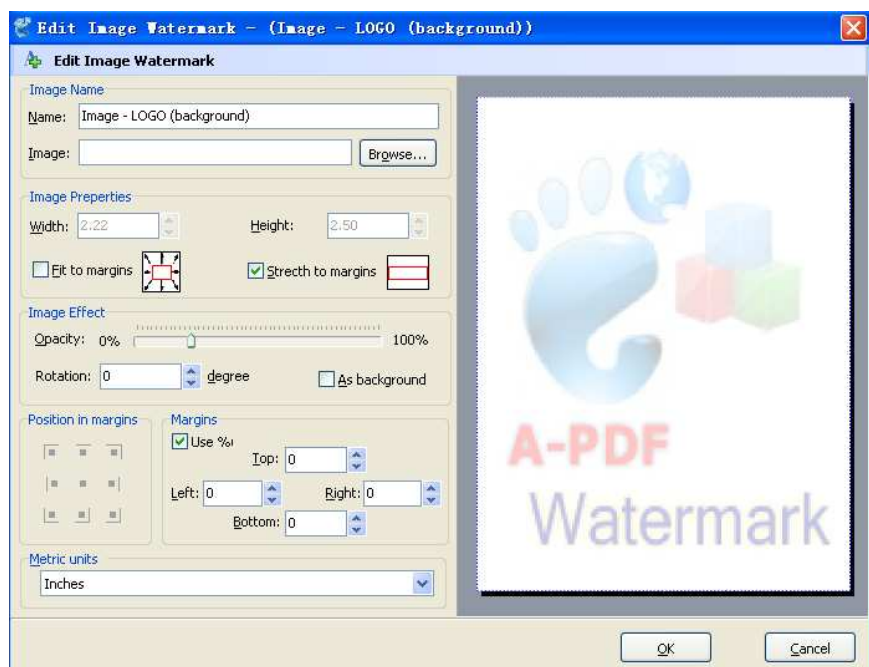 Edit Image Watermark - (Image - LOGO (background))
Edit Image Watermark
Image Name
Name: Image - LOGO (background)
Image: Browse...
Image Preperties
Width: 2.22 Height: 2.50
Fit to margins Strecth to margins
Image Effect
Opacity: 0% 100%
Rotation: 0 degree As background
Position in margins Margins
Use %
Top: 0
Left: 0 Right: 0
Bottom: 0
Metric units
Inches
A-PDF
Watermark
OK Cancel